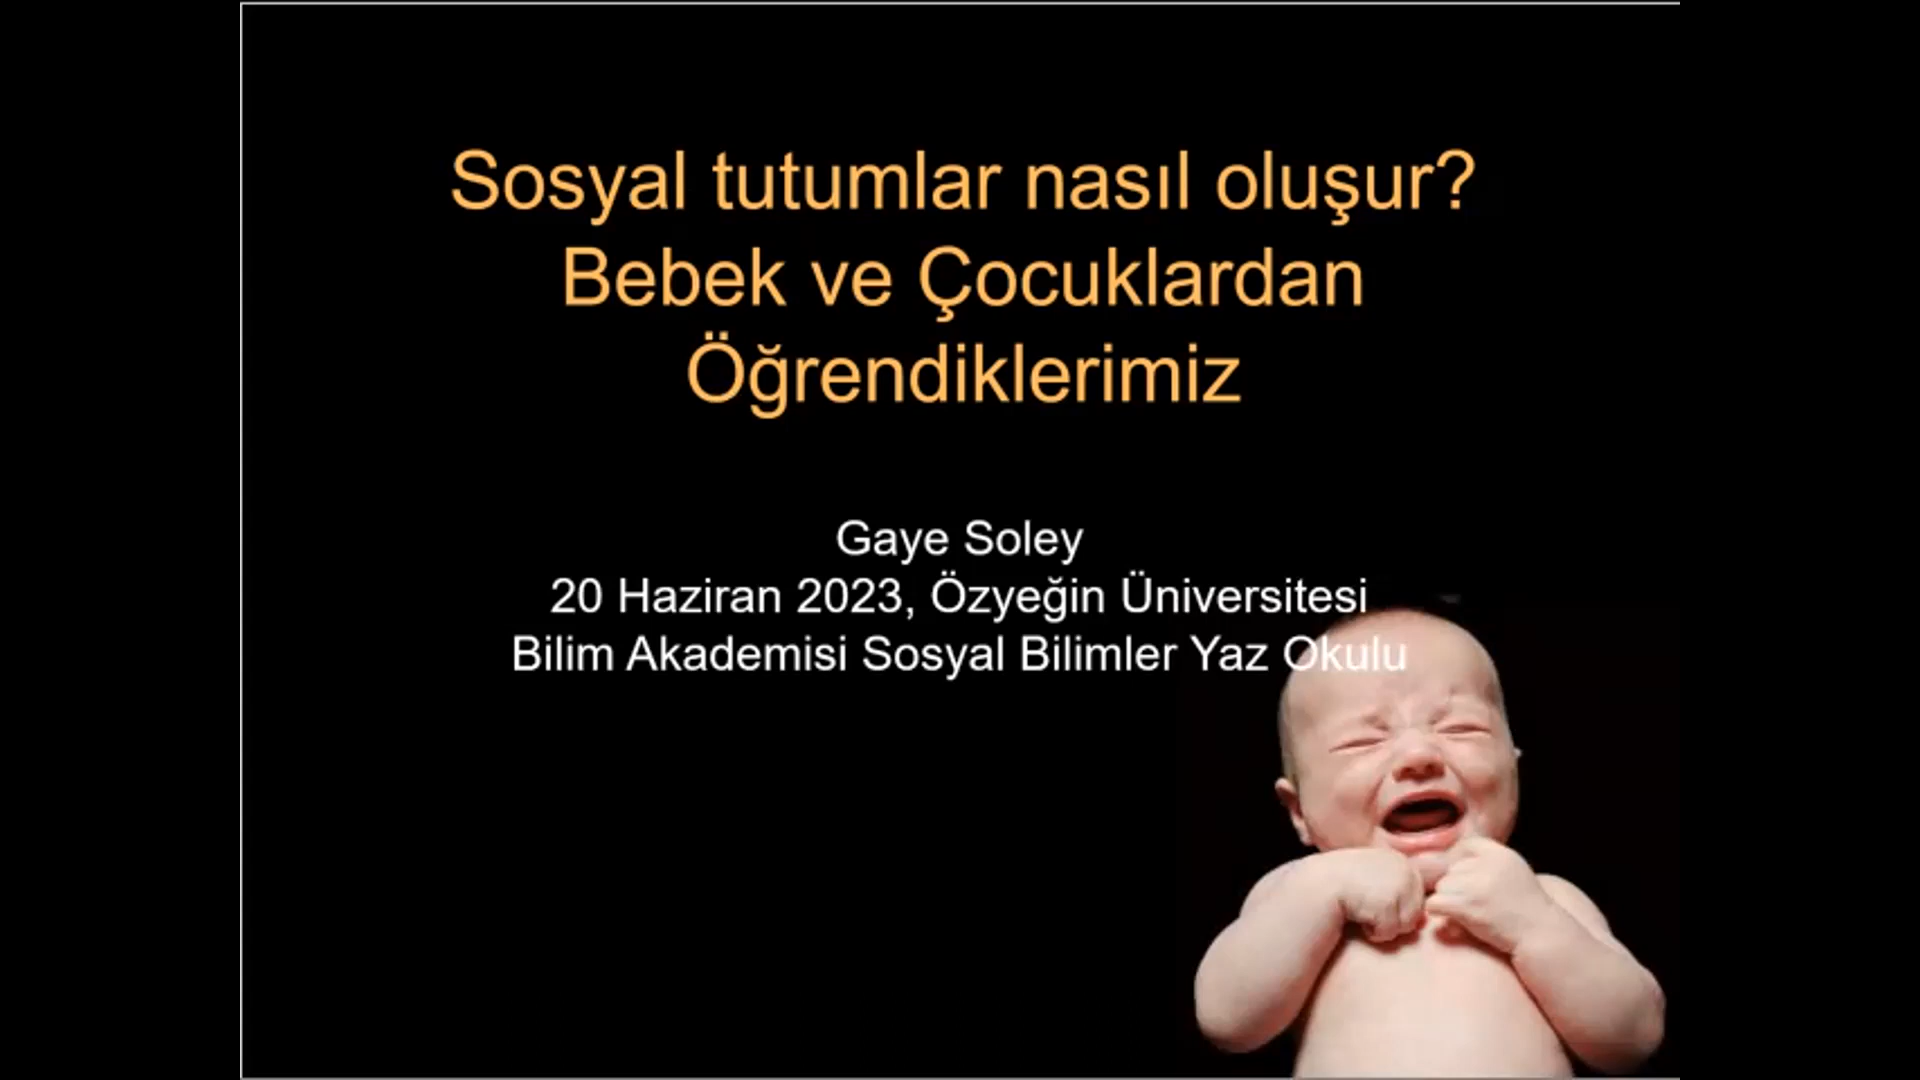 Sosyal tutumlar nasıl oluşur?
Bebek ve Çocuklardan
Öğrendiklerimiz
Gaye Soley
20 Haziran 2023, Özyeğin Üniversitesi
Bilim Akademisi Sosyal Bilimler Yaz Okulu